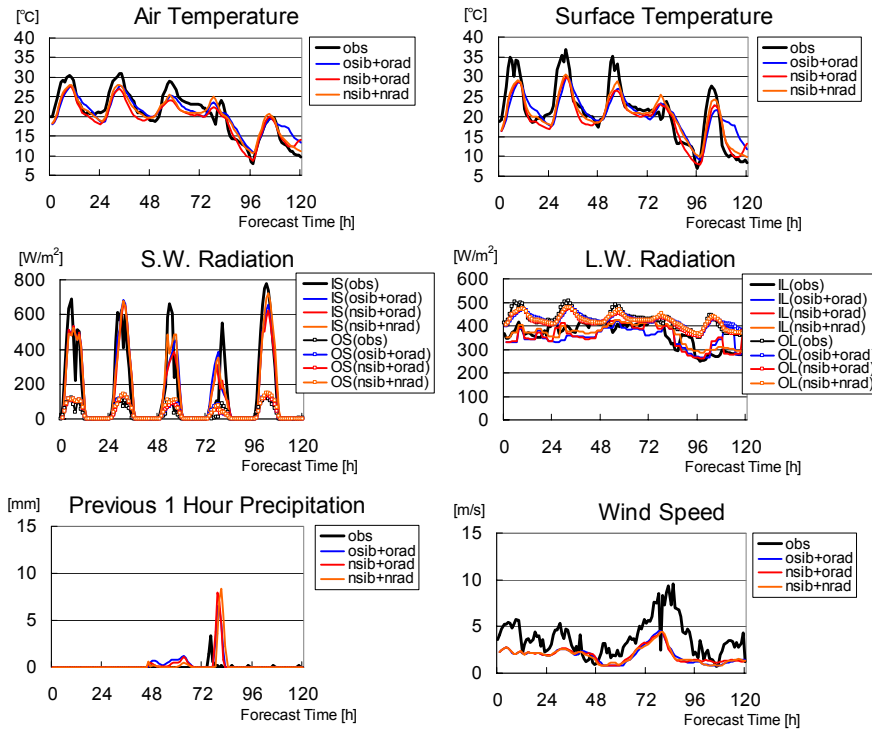 [°C] Air Temperature
40
35
30
25
20
15
10
5
0 24 48 72 96 120
Forecast Time [h]
obs
osib+orad
nsib+orad
nsib+nrad
[°C] Surface Temperature
40
35
30
25
20
15
10
5
0 24 48 72 96 120
Forecast Time [h]
obs
osib+orad
nsib+orad
nsib+nrad
[W/m²] S.W. Radiation
800
600
400
200
0
0 24 48 72 96 120
Forecast Time [h]
IS(obs)
IS(osib+orad)
IS(nsib+orad)
IS(nsib+nrad)
OS(obs)
OS(osib+orad)
OS(nsib+orad)
OS(nsib+nrad)
[W/m²] L.W. Radiation
600
500
400
300
200
100
0
0 24 48 72 96 120
Forecast Time [h]
IL(obs)
IL(osib+orad)
IL(nsib+orad)
IL(nsib+nrad)
OL(obs)
OL(osib+orad
OL(nsib+orad)
OL(nsib+nrad)
[mm] Previous 1 Hour Precipitation
15
10
5
0
0 24 48 72 96 120
Forecast Time [h]
obs
osib+orad
nsib+orad
nsib+nrad
[m/s] Wind Speed
15
10
5
0
0 24 48 72 96 120
Forecast Time [h]
obs
osib+orad
nsib+orad
nsib+nrad